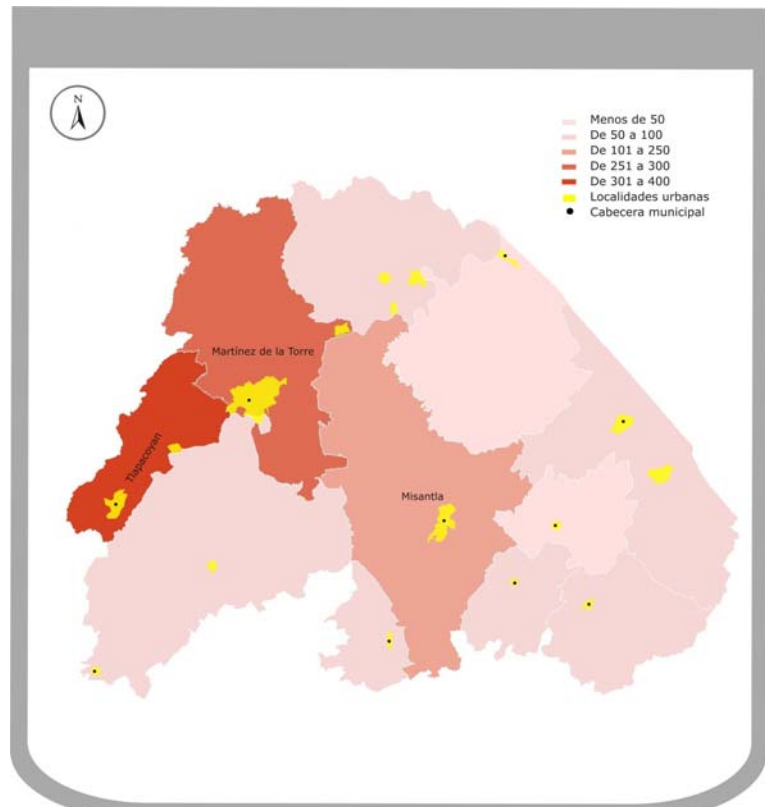 N
Menos de 50
De 50 a 100
De 101 a 250
De 251 a 300
De 301 a 400
Localidades urbanas
Cabecera municipal
Martínez de la Torre
Tlapacoyan
Misantla